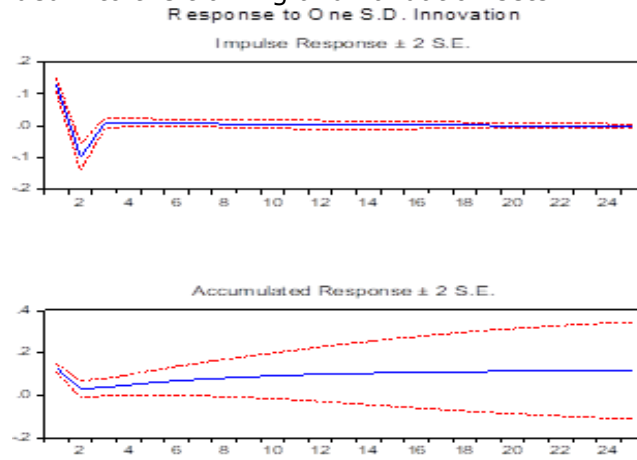 Response to One S.D. Innovation
Impulse Response ± 2 S.E.
.2
.1
.0
-.1
-.2
2 4 6 8 10 12 14 16 18 20 22 24
Accumulated Response ± 2 S.E.
.4
.2
.0
-.2
2 4 6 8 10 12 14 16 18 20 22 24